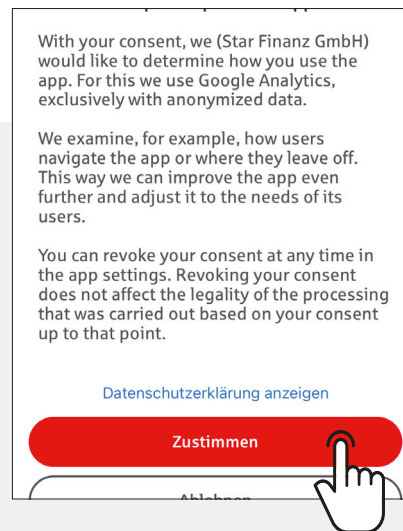 With your consent, we (Star Finanz GmbH)
would like to determine how you use the
app. For this we use Google Analytics,
exclusively with anonymized data.
We examine, for example, how users
navigate the app or where they leave off.
This way we can improve the app even
further and adjust it to the needs of its
users.
You can revoke your consent at any time in
the app settings. Revoking your consent
does not affect the legality of the processing
that was carried out based on your consent
up to that point.
Datenschutzerklärung anzeigen
Zustimmen
Ablehnen